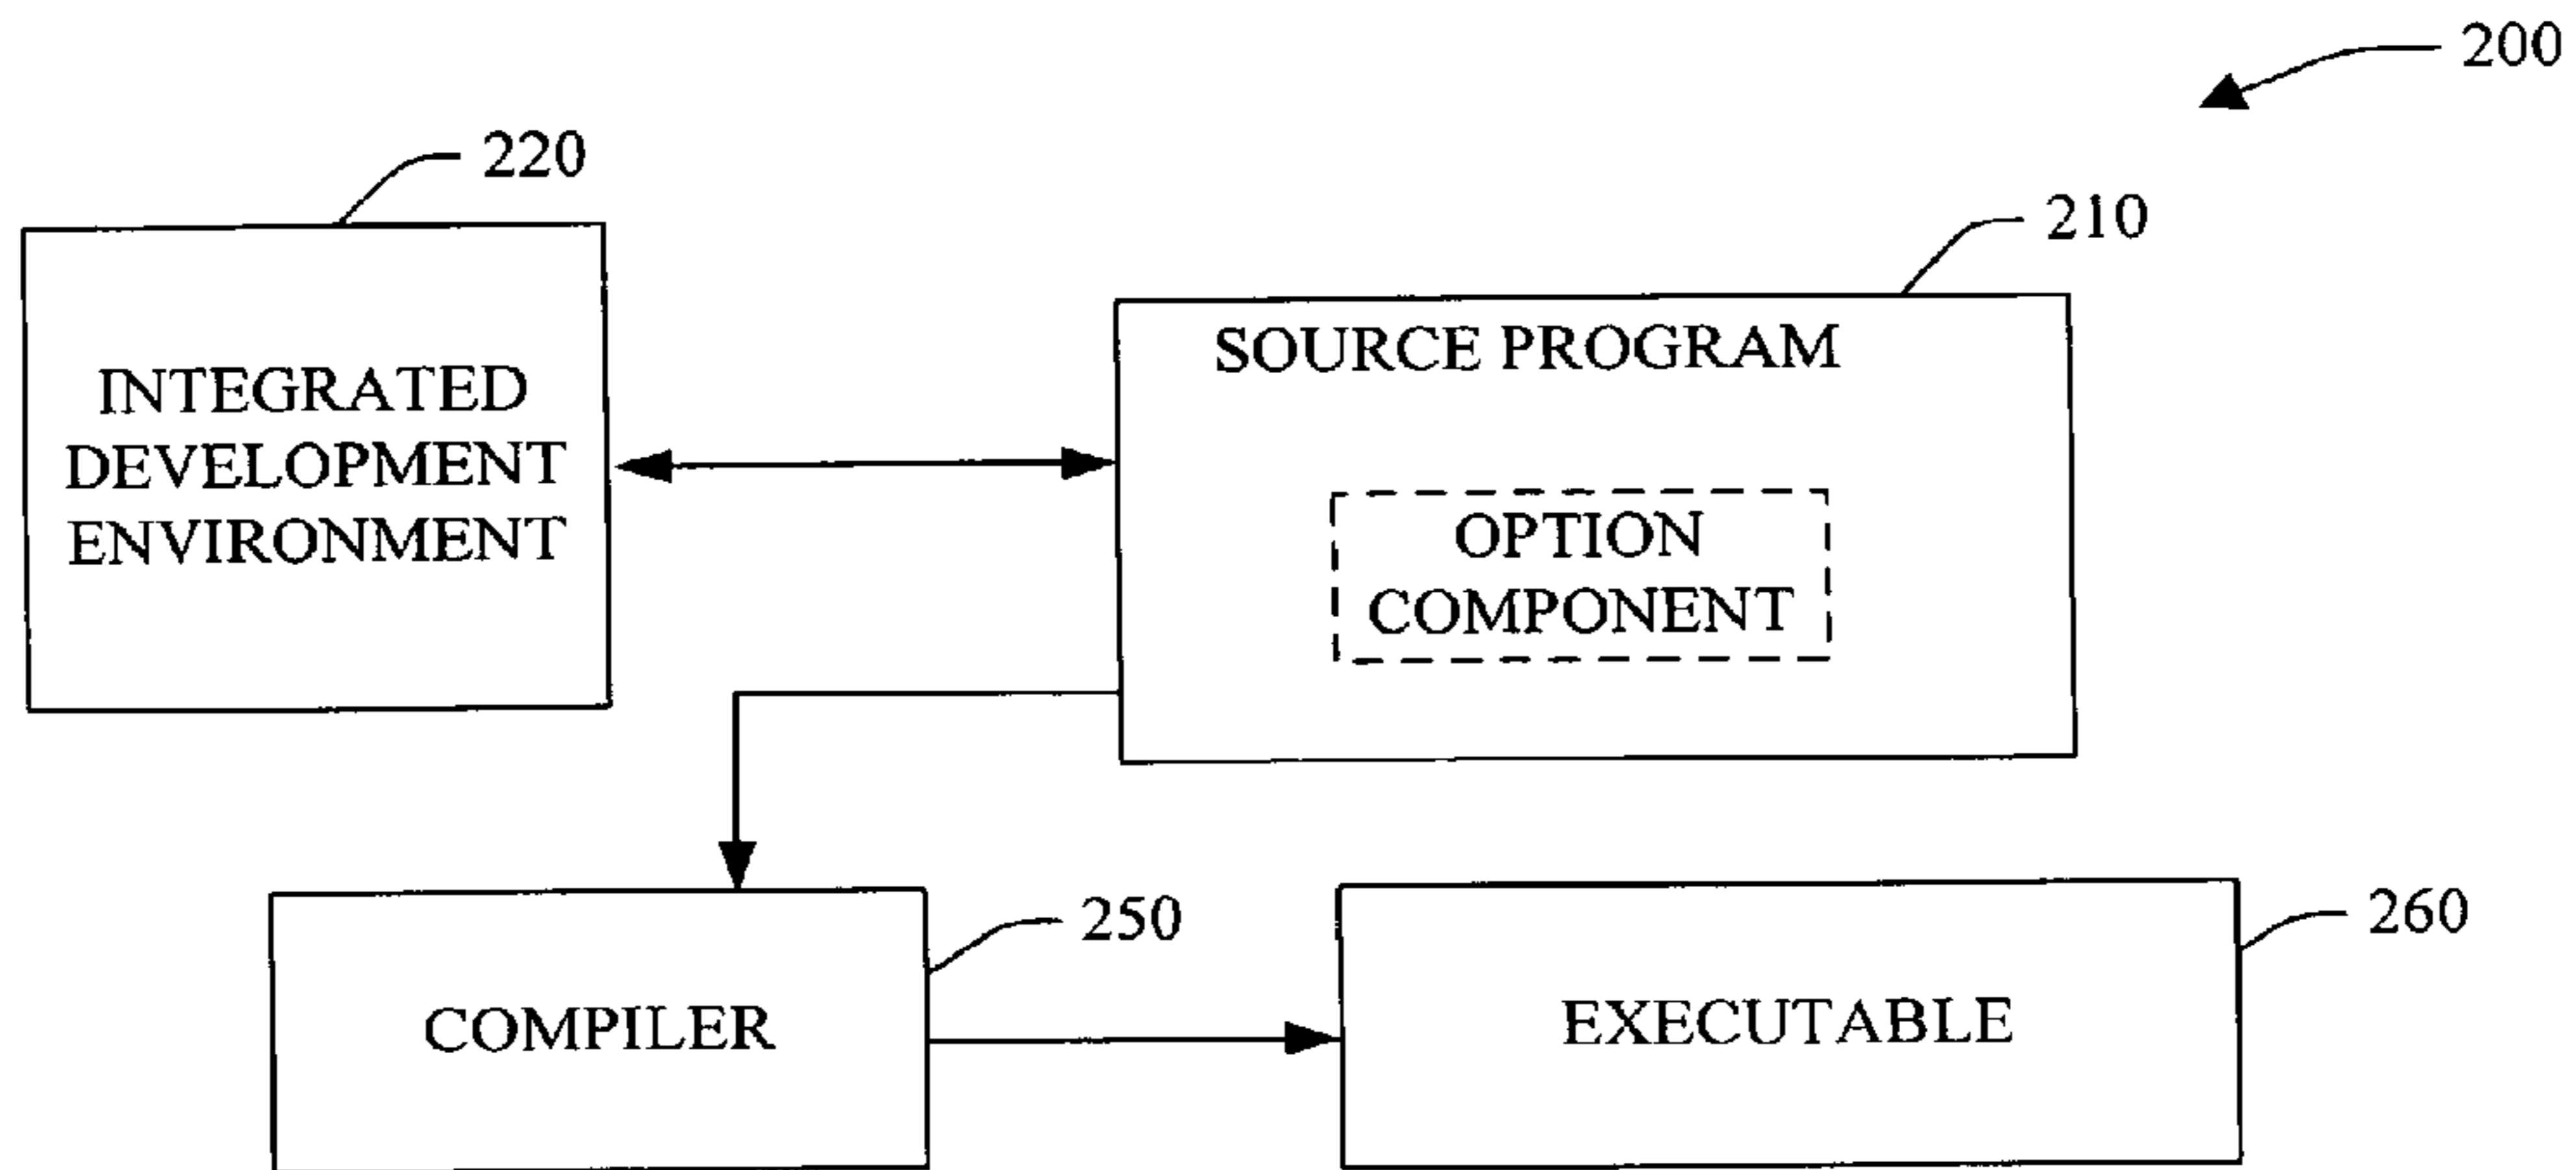 200
220
210
INTEGRATED
DEVELOPMENT
ENVIRONMENT
SOURCE PROGRAM
OPTION
COMPONENT
250
260
COMPILER
EXECUTABLE